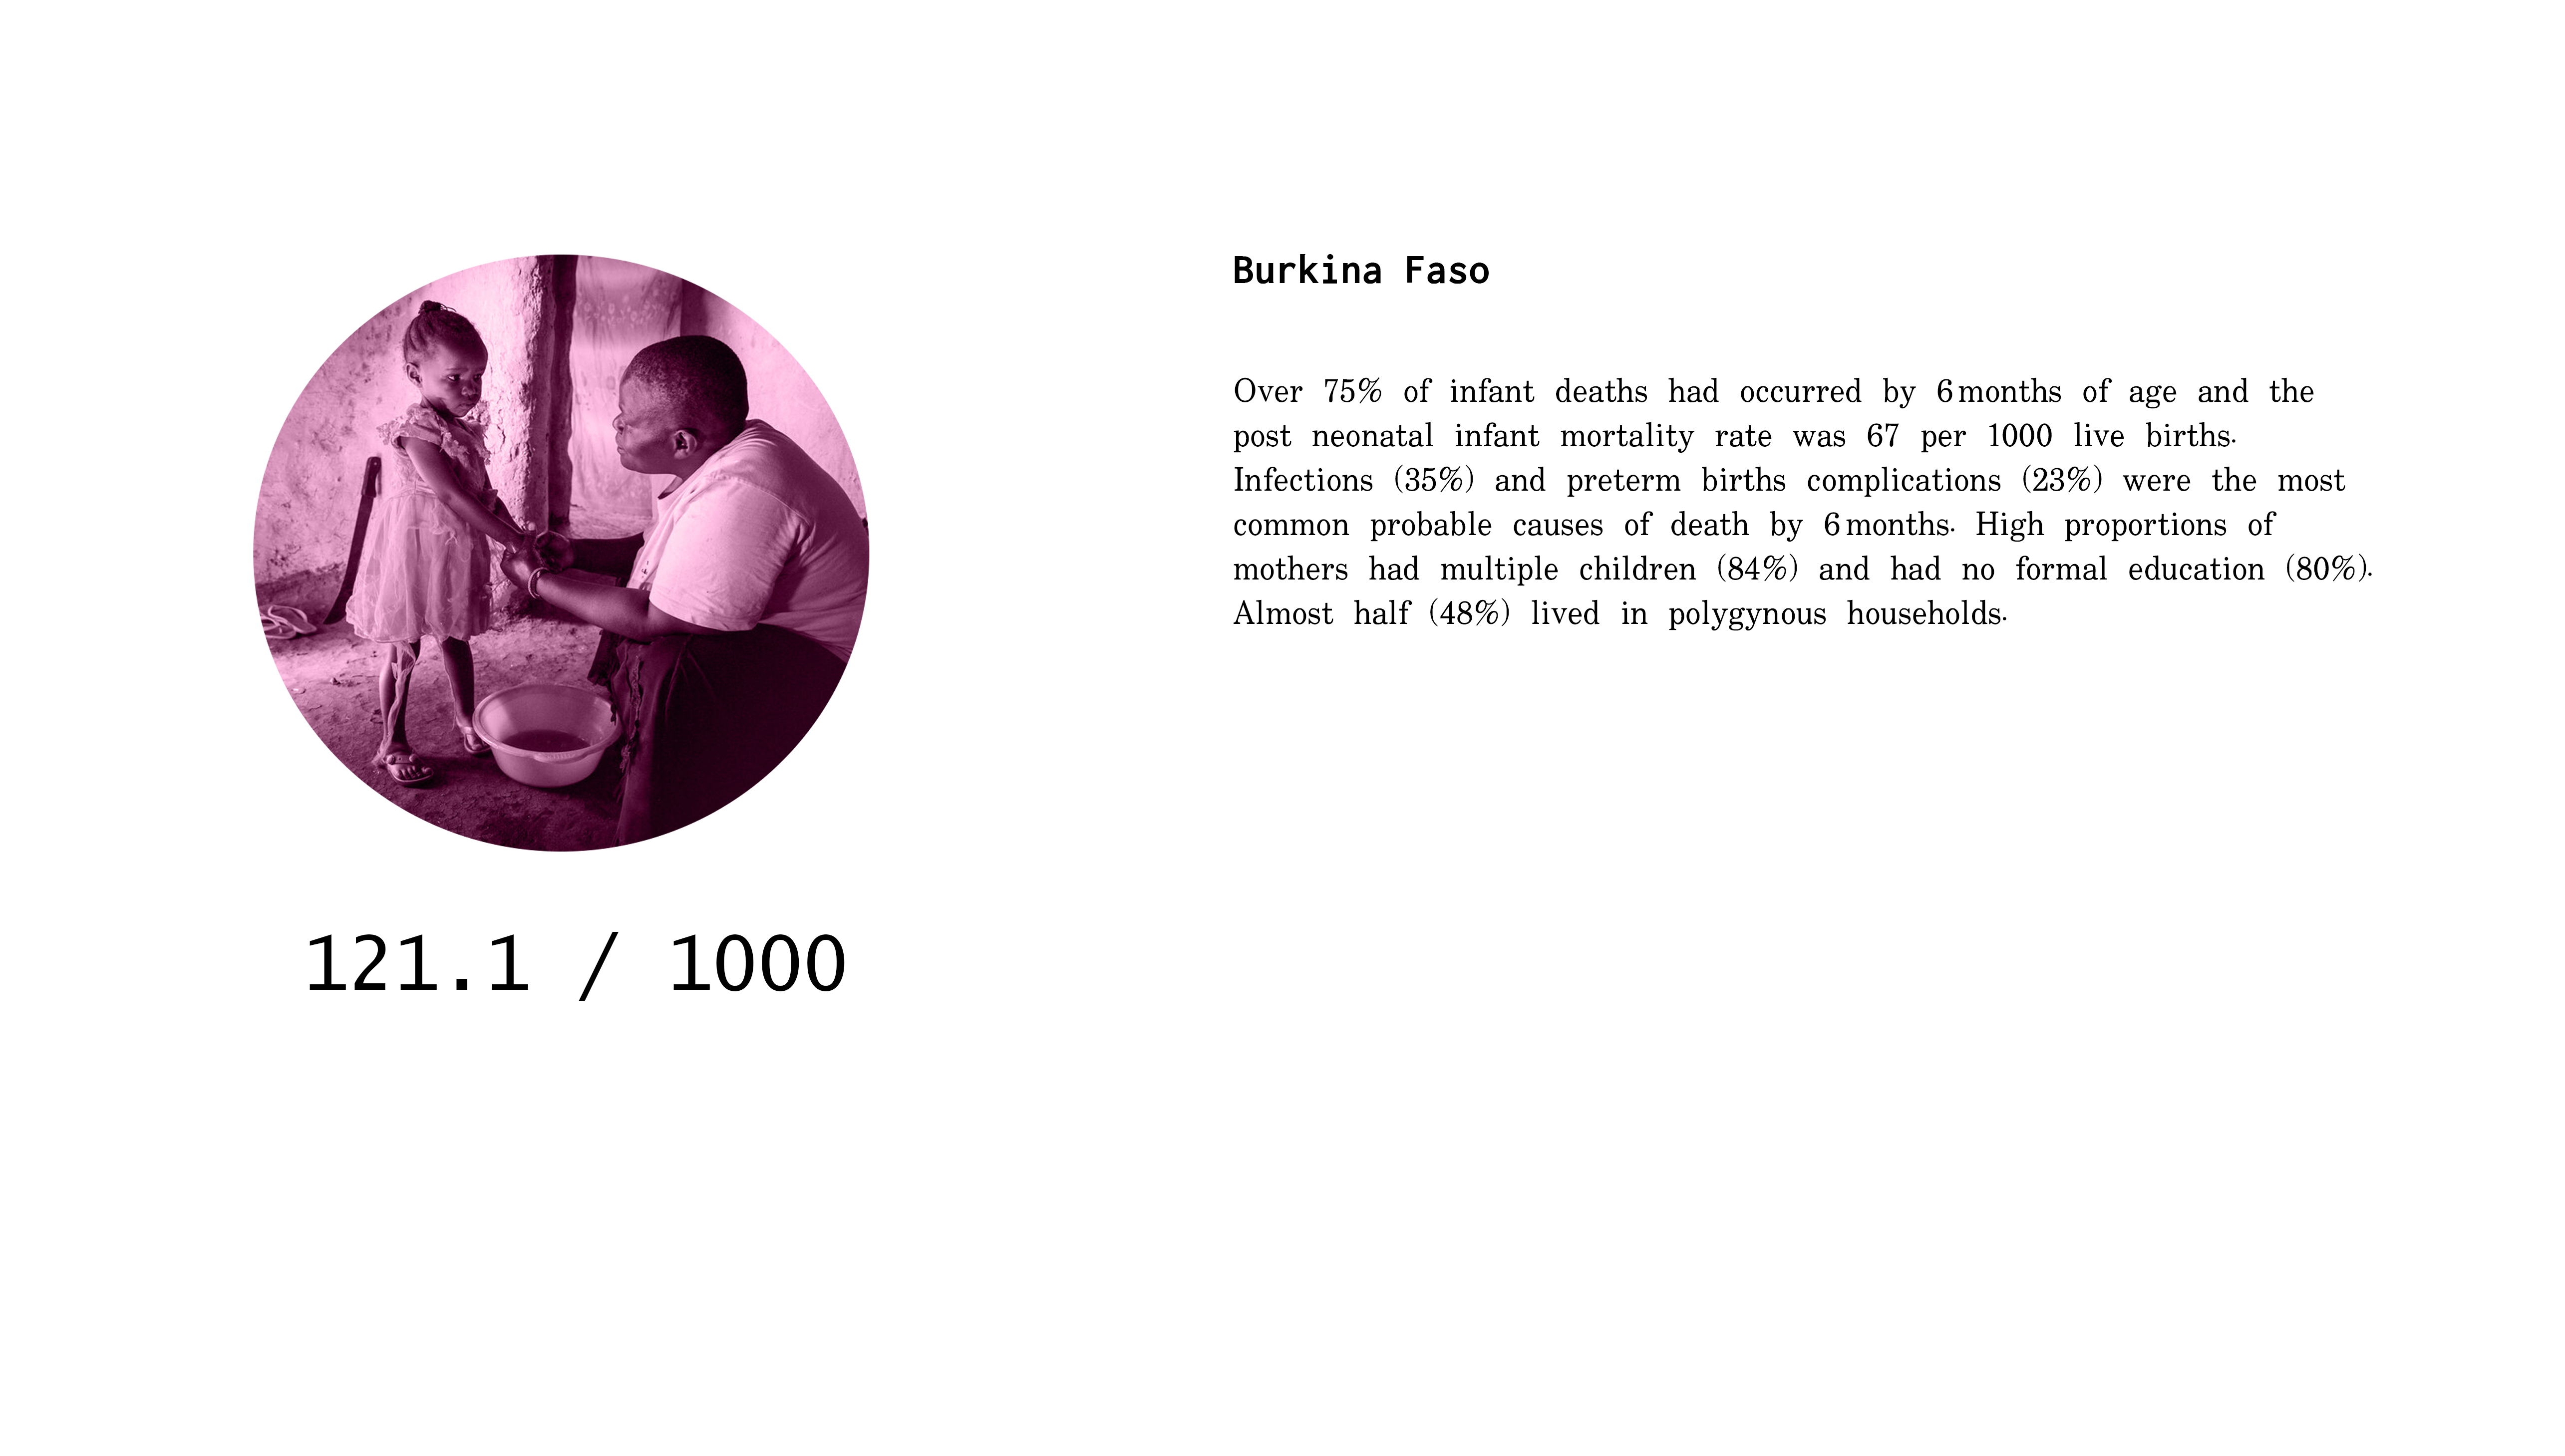 Burkina Faso
Over 75% of infant deaths had occurred by 6 months of age and the
post neonatal infant mortality rate was 67 per 1000 live births.
Infections (35%) and preterm births complications (23%) were the most
common probable causes of death by 6 months. High proportions of
mothers had multiple children (84%) and had no formal education (80%).
Almost half (48%) lived in polygynous households.
121.1 / 1000